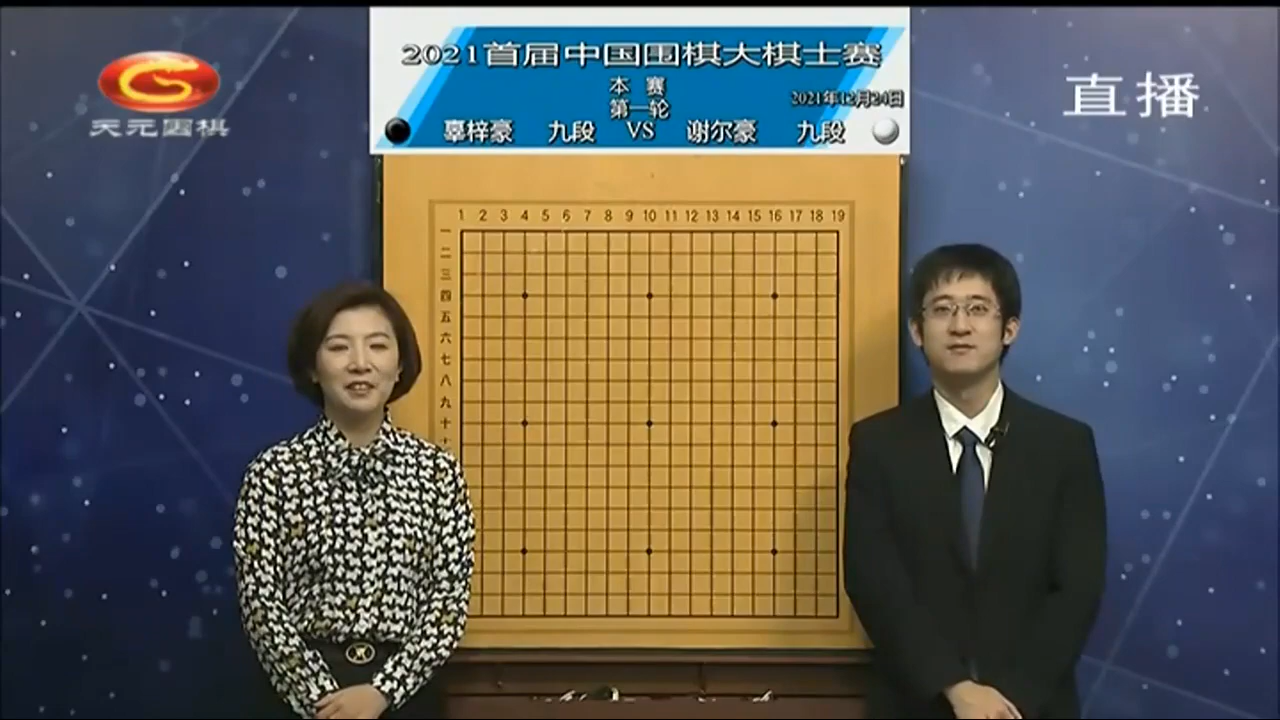 2021首届中国围棋大棋士赛
本 赛
第一轮
2021年12月24日
辜梓豪 九段 VS 谢尔豪 九段
天元围棋
直播
1 2 3 4 5 6 7 8 9 10 11 12 13 14 15 16 17 18 19
一
二
三
四
五
六
七
八
九
十